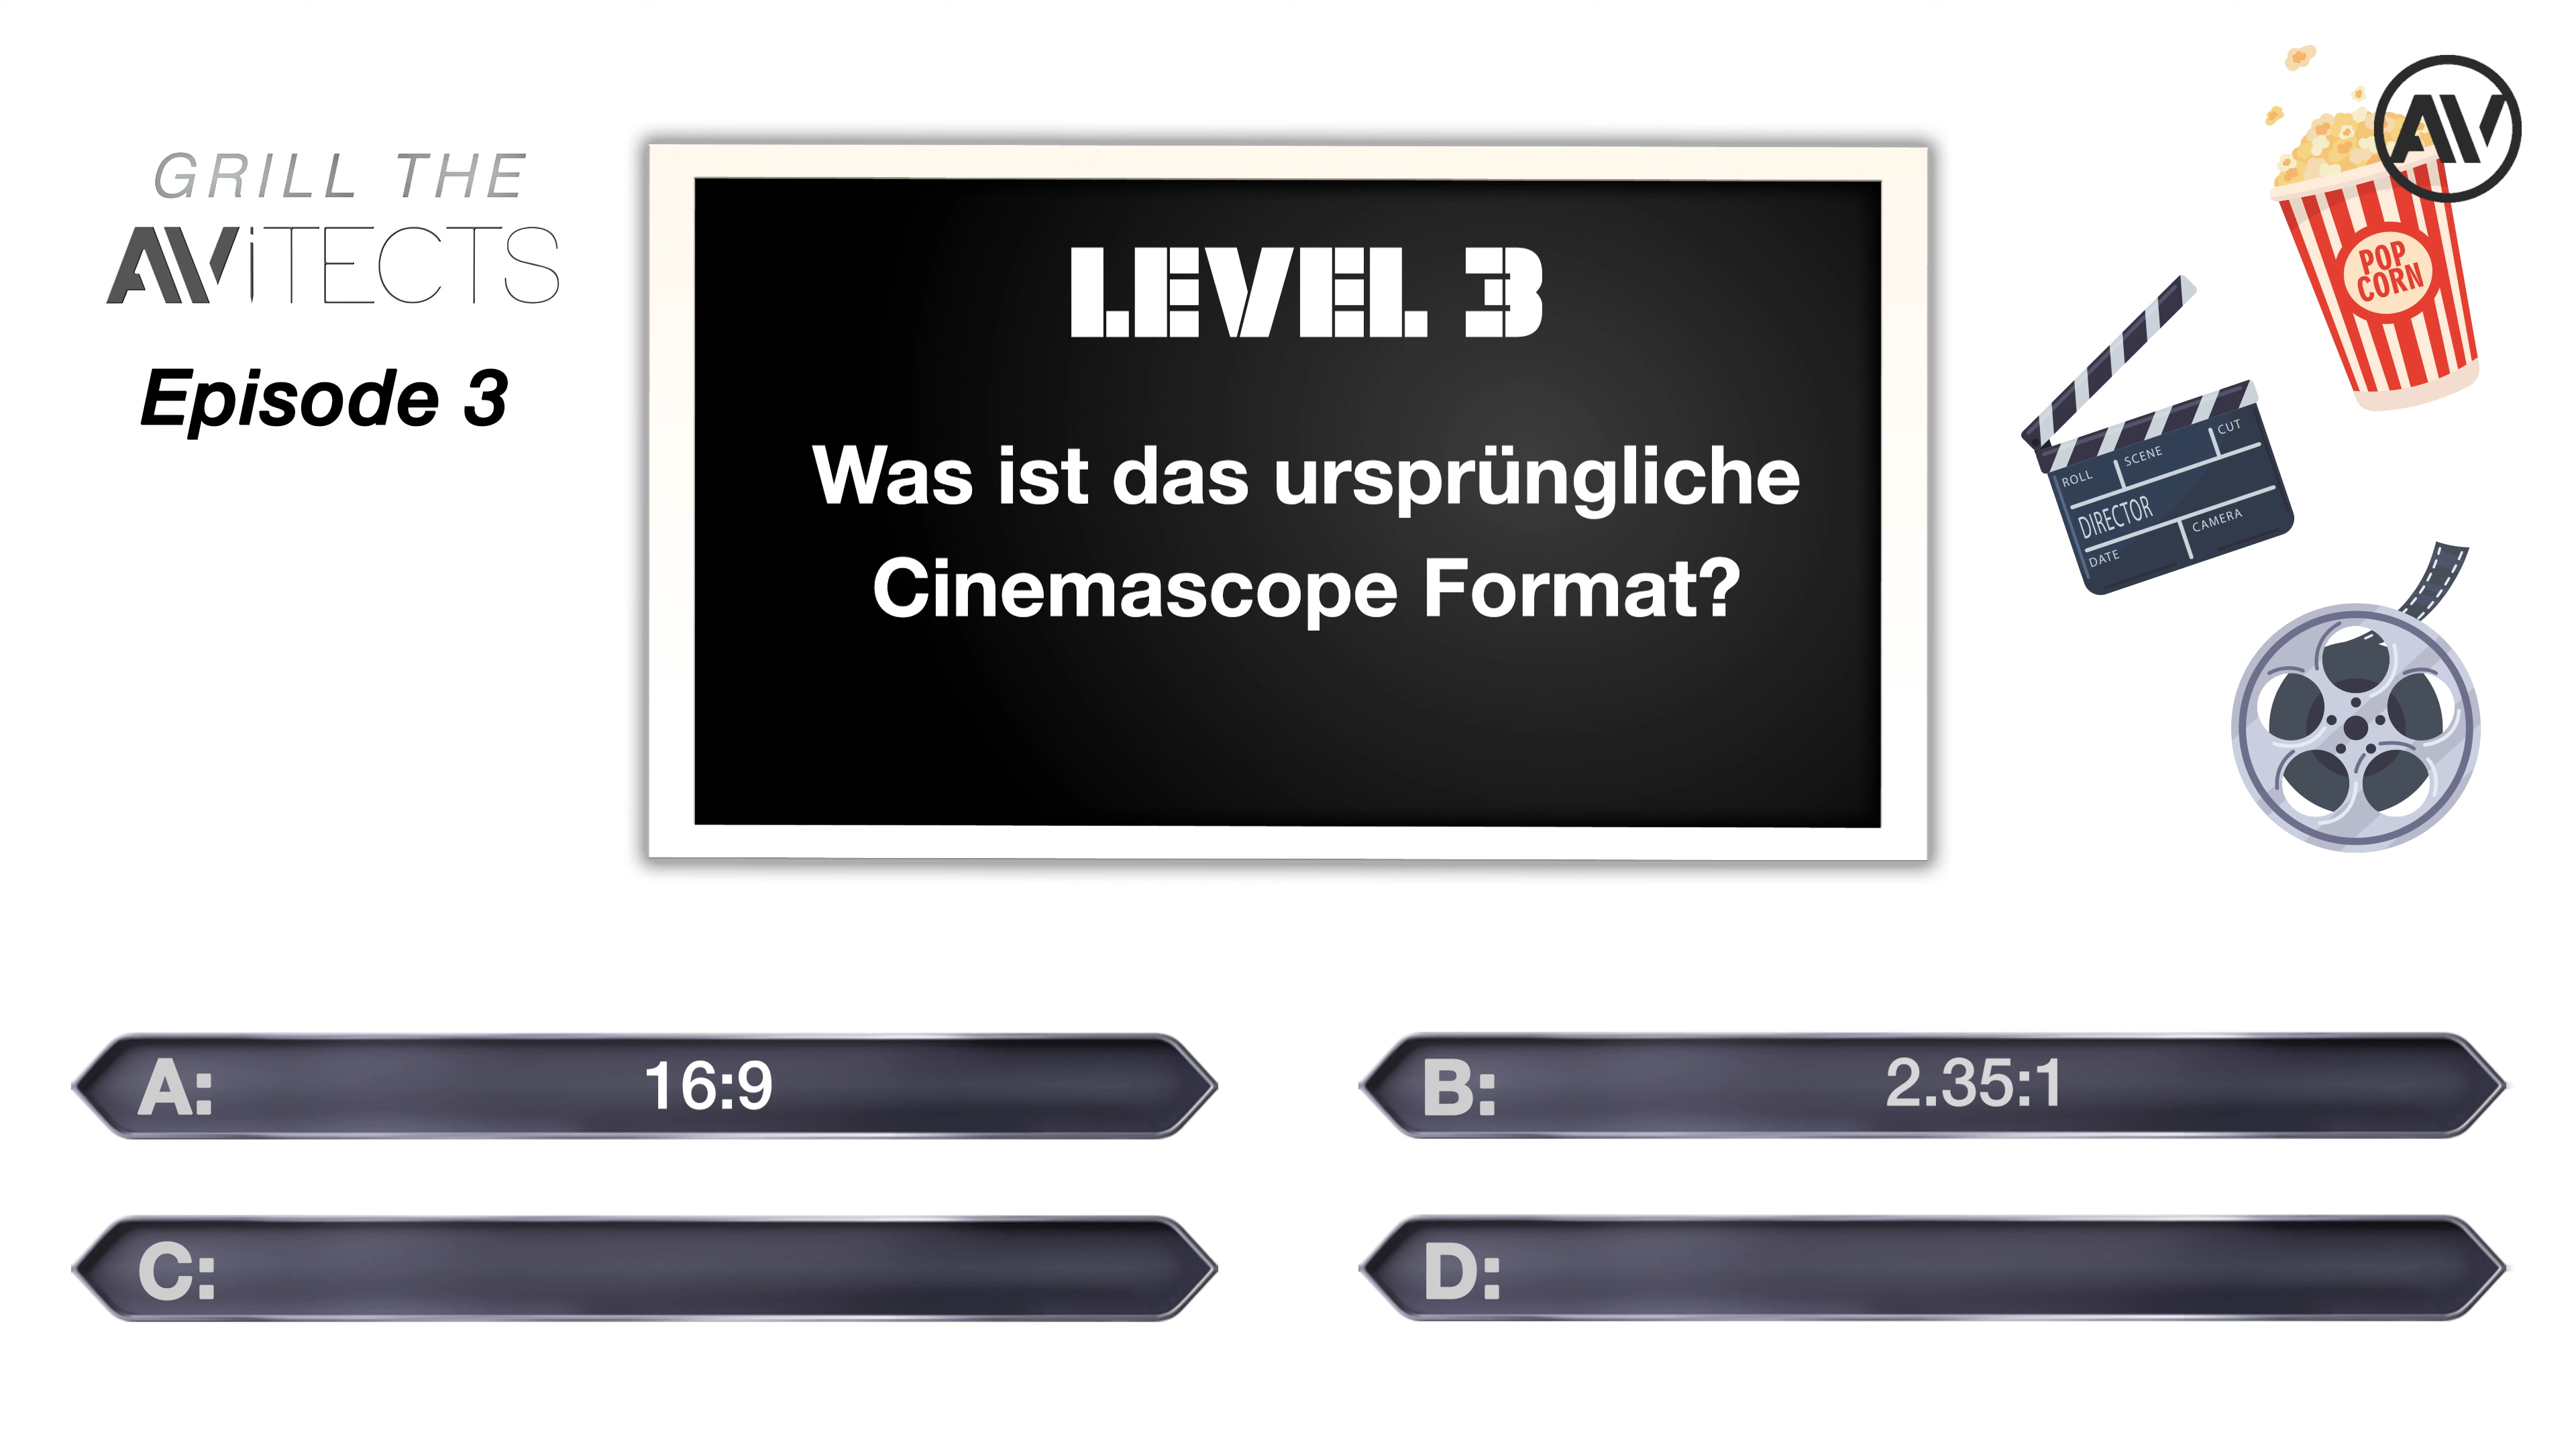 GRILL THE
AViTECTS
Episode 3
LEVEL 3
Was ist das ursprüngliche
Cinemascope Format?
AV
POP
CORN
ROLL
SCENE
CUT
DIRECTOR
DATE
CAMERA
A: 16:9
B: 2.35:1
C:
D: